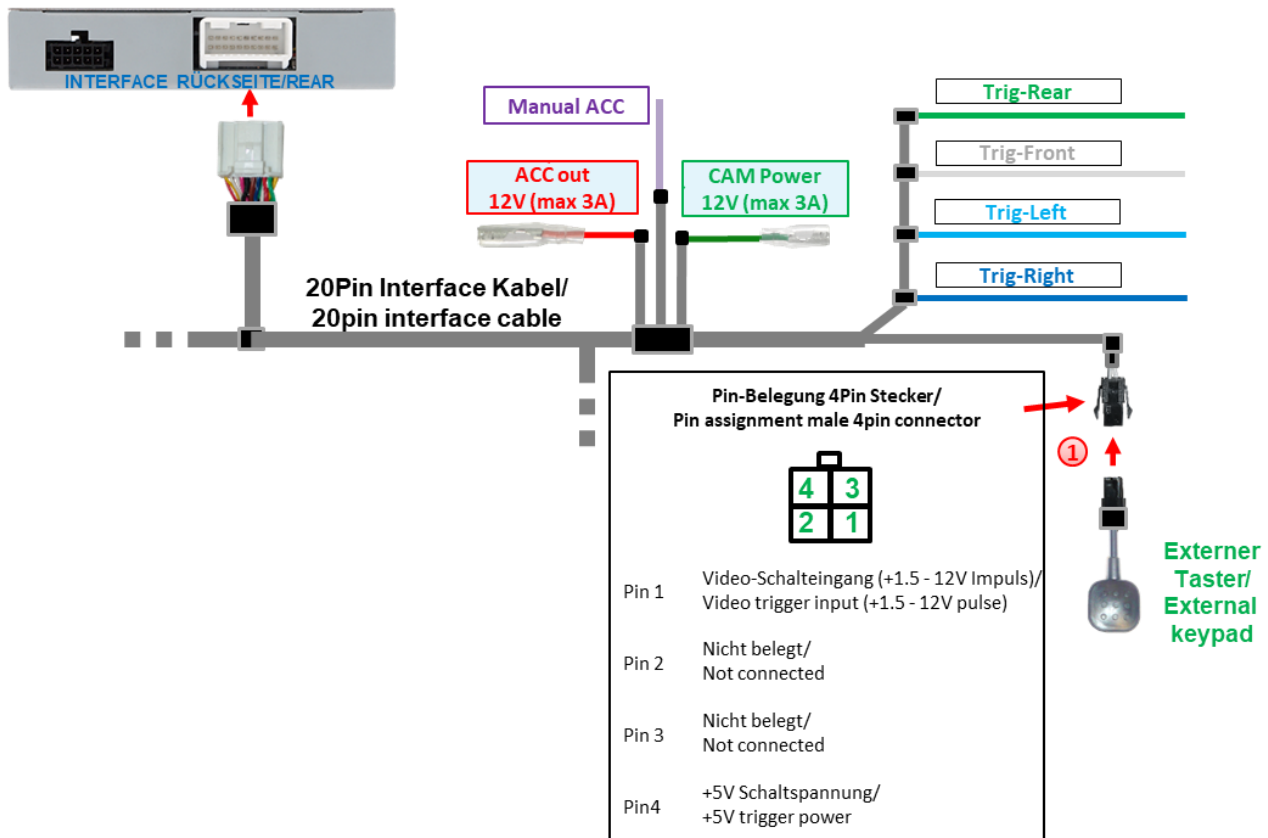 INTERFACE RÜCKSEITE/REAR
Manual ACC
ACC out
12V (max 3A)
CAM Power
12V (max 3A)
Trig-Rear
Trig-Front
Trig-Left
Trig-Right
20Pin Interface Kabel/
20pin interface cable
Pin-Belegung 4Pin Stecker/
Pin assignment male 4pin connector
4 3
2 1
Pin 1
Video-Schalteingang (+1.5 - 12V Impuls)/
Video trigger input (+1.5 - 12V pulse)
Pin 2
Nicht belegt/
Not connected
Pin 3
Nicht belegt/
Not connected
Pin4
+5V Schaltspannung/
+5V trigger power
1
Externer
Taster/
External
keypad